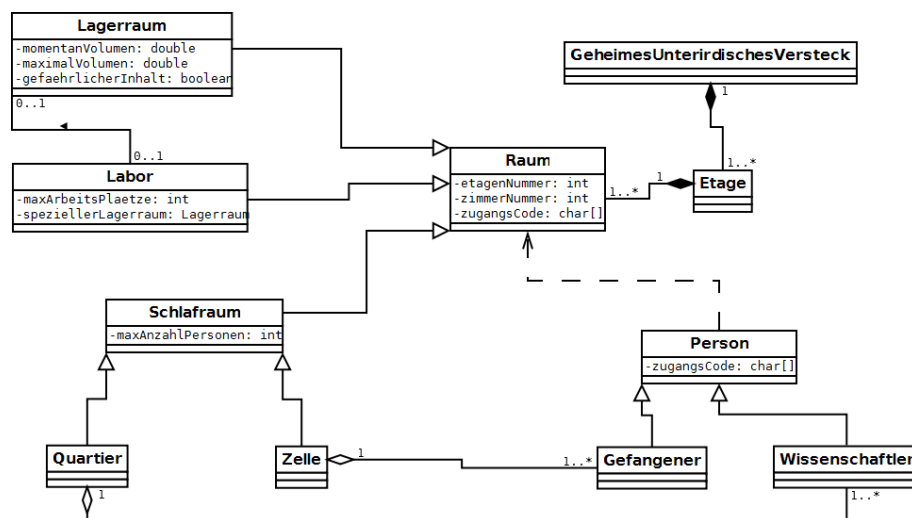 Lagerraum
-momentanVolumen: double
-maximalVolumen: double
-gefaehrlicherInhalt: boolean
0..1
0..1
Labor
-maxArbeitsPlaetze: int
-speziellerLagerraum: Lagerraum
GeheimesUnterirdischesVersteck
1
1..*
Etage
1
1..*
Raum
-etagenNummer: int
-zimmerNummer: int
-zugangsCode: char[]
Schlafraum
-maxAnzahlPersonen: int
Person
-zugangsCode: char[]
Quartier
1
Zelle
1
1..*
Gefangener
Wissenschaftler
1..*